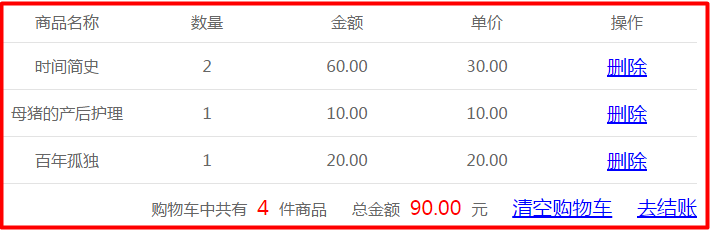 商品名称 数量 金额 单价 操作
时间简史 2 60.00 30.00 删除
母猪的产后护理 1 10.00 10.00 删除
百年孤独 1 20.00 20.00 删除
购物车中共有 4 件商品 总金额 90.00 元 清空购物车 去结账